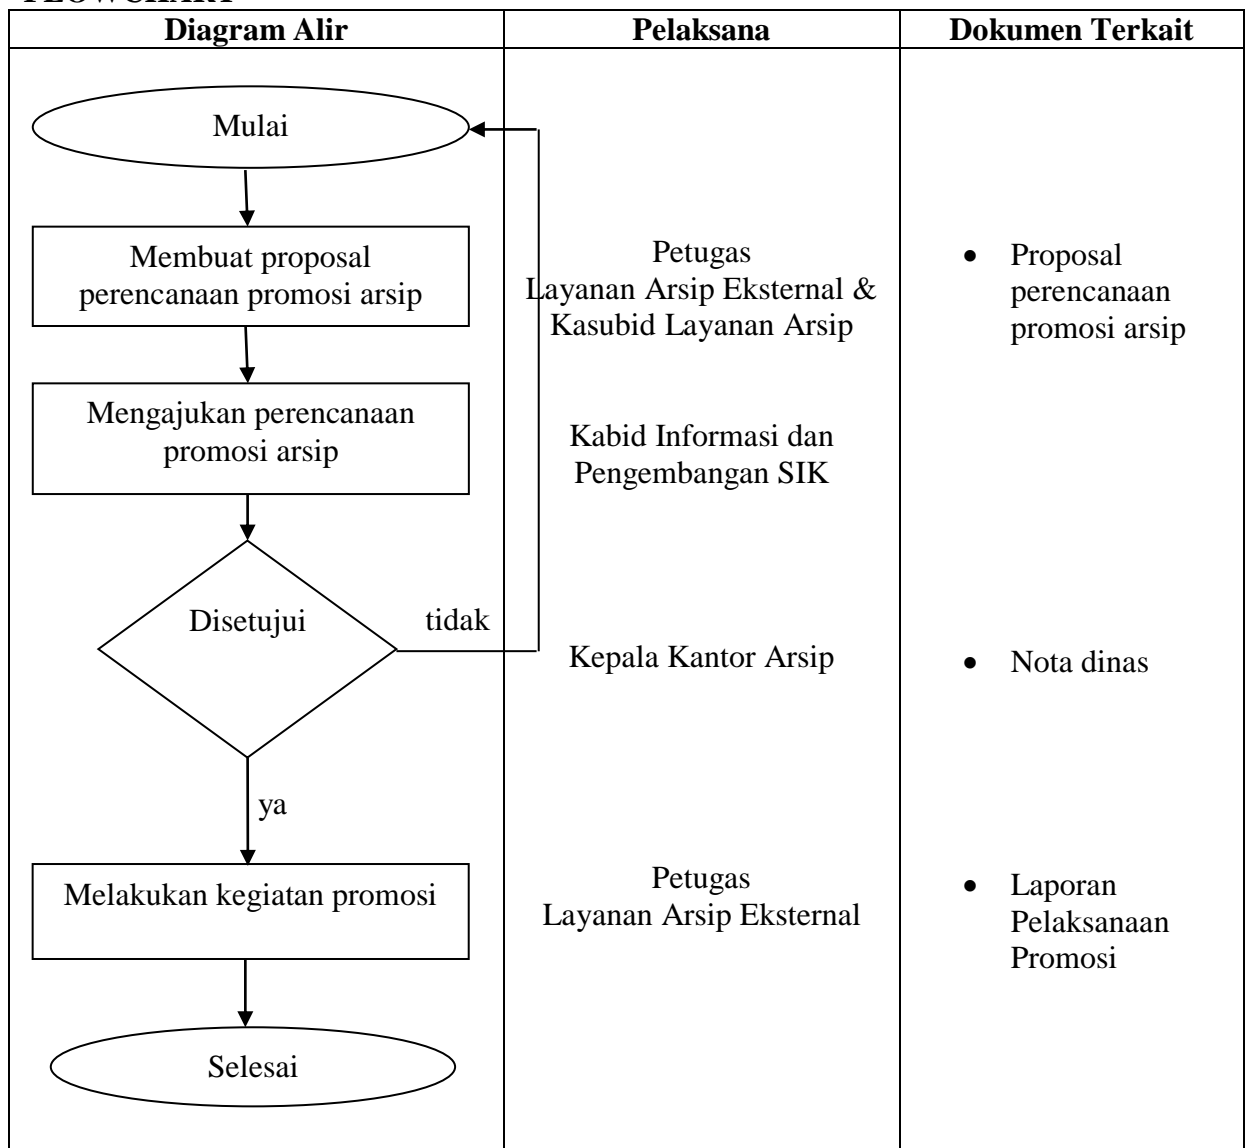 Diagram Alir
Pelaksana
Dokumen Terkait
Mulai
Membuat proposal
perencanaan promosi arsip
Petugas
Layanan Arsip Eksternal &
Kasubid Layanan Arsip
• Proposal
perencanaan
promosi arsip
Mengajukan perencanaan
promosi arsip
Kabid Informasi dan
Pengembangan SIK
Disetujui
tidak
Kepala Kantor Arsip
• Nota dinas
ya
Melakukan kegiatan promosi
Petugas
Layanan Arsip Eksternal
• Laporan
Pelaksanaan
Promosi
Selesai